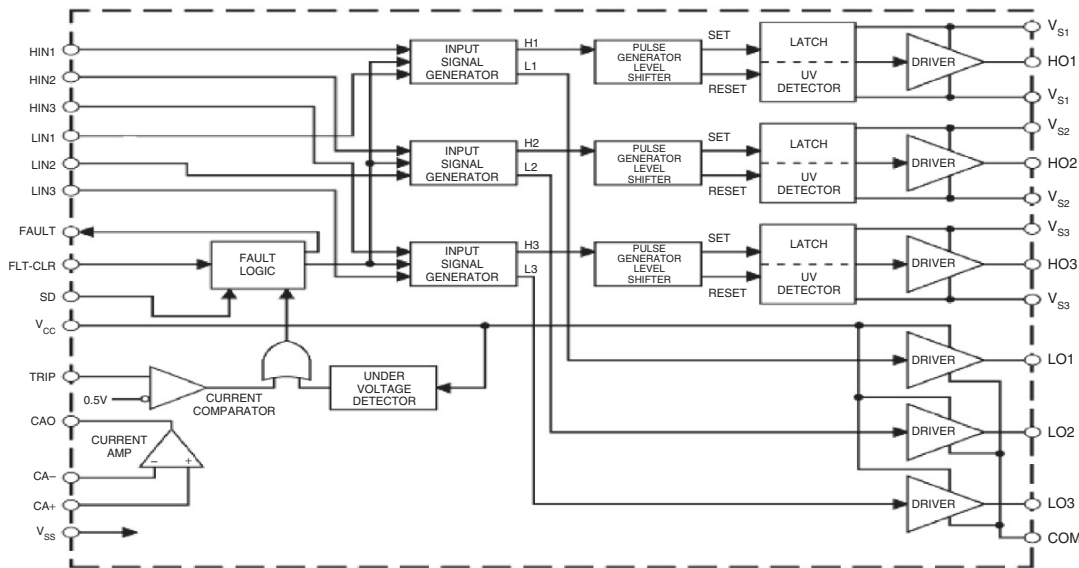 HIN1
HIN2
HIN3
LIN1
LIN2
LIN3
FAULT
FLT-CLR
SD
VCC
TRIP
0.5V
CAO
CA−
CA+
VSS
INPUT
SIGNAL
GENERATOR
H1
L1
PULSE
GENERATOR
LEVEL
SHIFTER
SET
RESET
LATCH
UV
DETECTOR
DRIVER
VS1
HO1
VS1
INPUT
SIGNAL
GENERATOR
H2
L2
PULSE
GENERATOR
LEVEL
SHIFTER
SET
RESET
LATCH
UV
DETECTOR
DRIVER
VS2
HO2
VS2
FAULT
LOGIC
INPUT
SIGNAL
GENERATOR
H3
L3
PULSE
GENERATOR
LEVEL
SHIFTER
SET
RESET
LATCH
UV
DETECTOR
DRIVER
VS3
HO3
VS3
CURRENT
COMPARATOR
UNDER
VOLTAGE
DETECTOR
CURRENT
AMP
−
+
DRIVER
LO1
DRIVER
LO2
DRIVER
LO3
COM